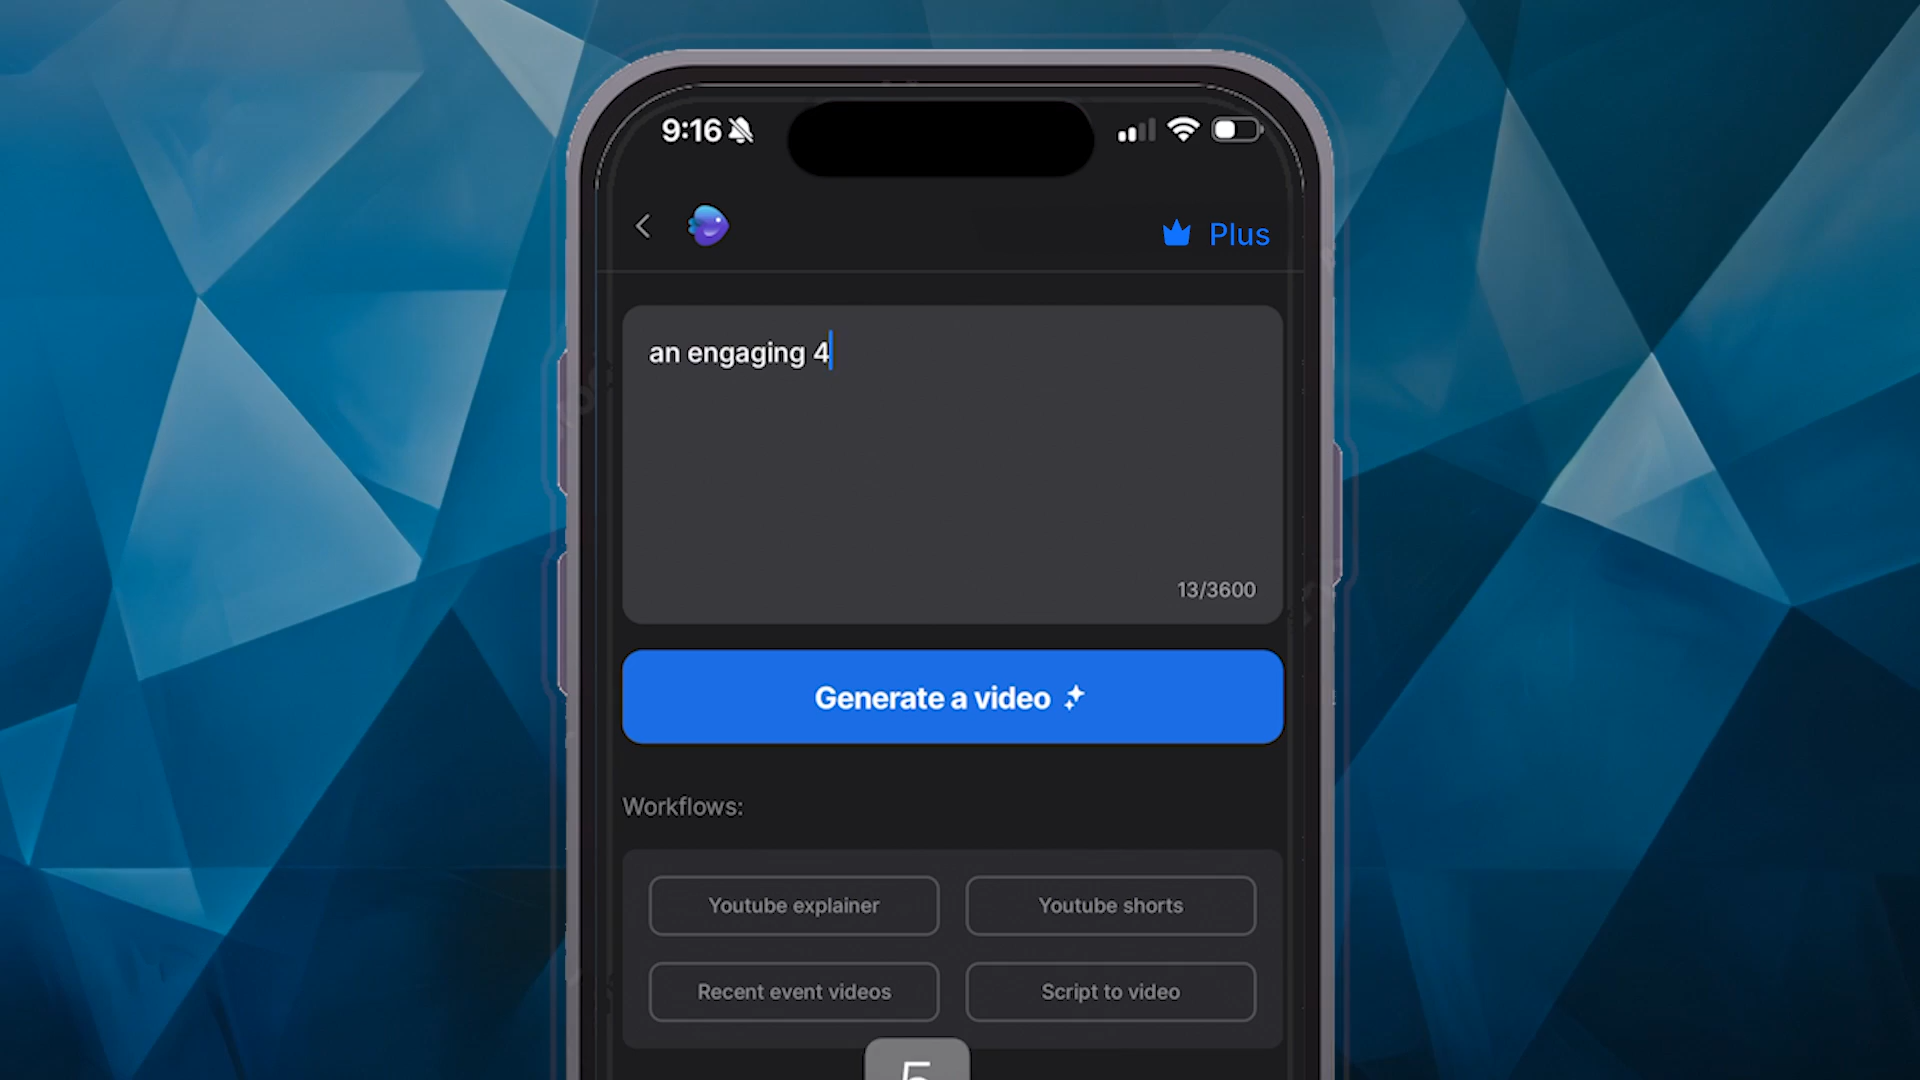 9:16
Plus
an engaging 4
13/3600
Generate a video
Workflows:
Youtube explainer
Youtube shorts
Recent event videos
Script to video
5